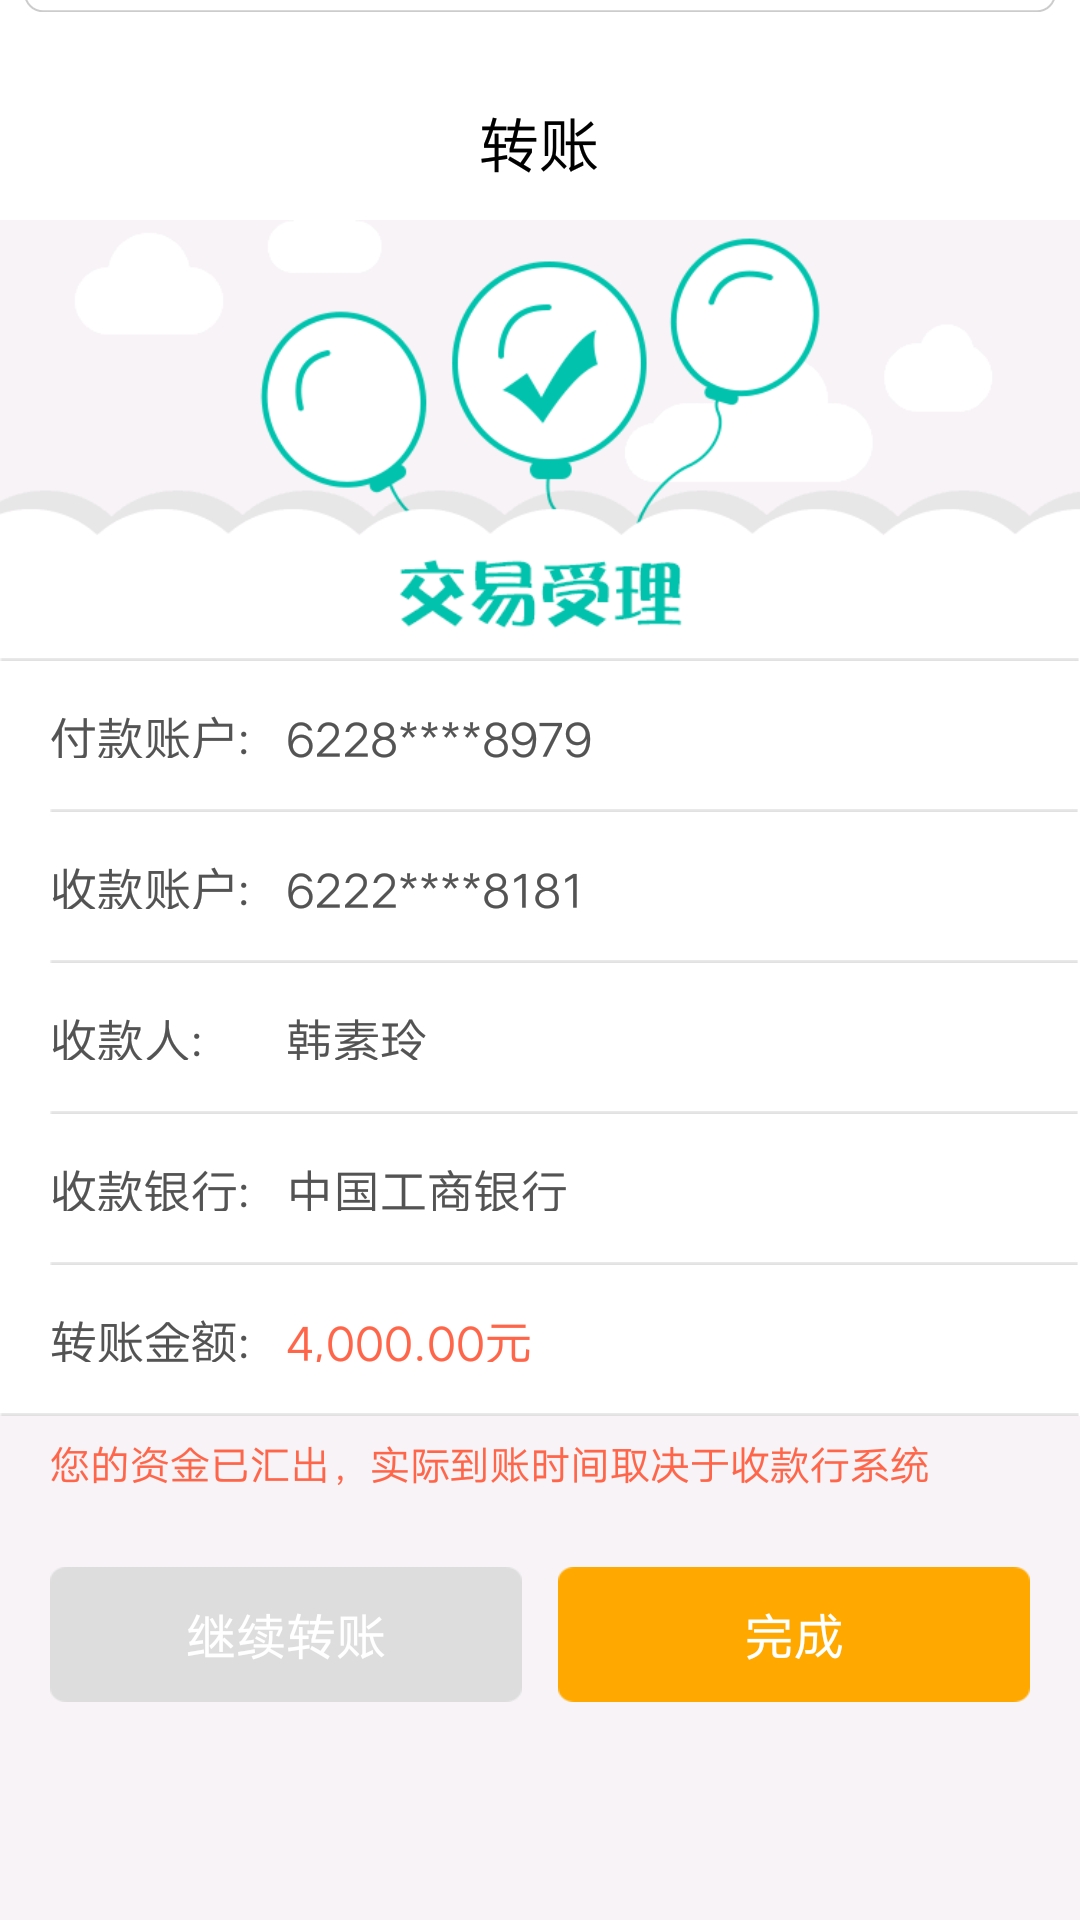 转账
交易受理
付款账户: 6228****8979
收款账户: 6222****8181
收款人: 韩素玲
收款银行: 中国工商银行
转账金额: 4,000.00元
您的资金已汇出，实际到账时间取决于收款行系统
继续转账 完成